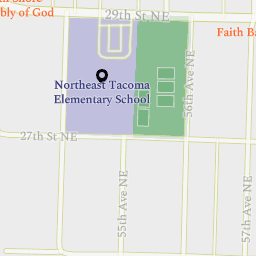 29th St NE
bly of God
Faith Ba
Northeast Tacoma
Elementary School
56th Ave NE
27th St NE
55th Ave NE
57th Ave NE